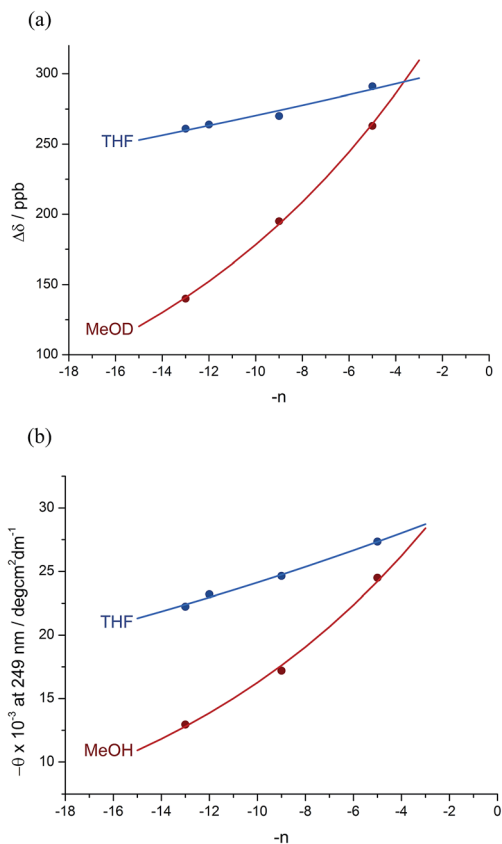 (a)
300
250
200
150
100
Δδ / ppb
THF
MeOD
-18 -16 -14 -12 -10 -8 -6 -4 -2 0
-n
(b)
30
25
20
15
10
−θ x 10⁻³ at 249 nm / degcm²dm⁻¹
THF
MeOH
-18 -16 -14 -12 -10 -8 -6 -4 -2 0
-n